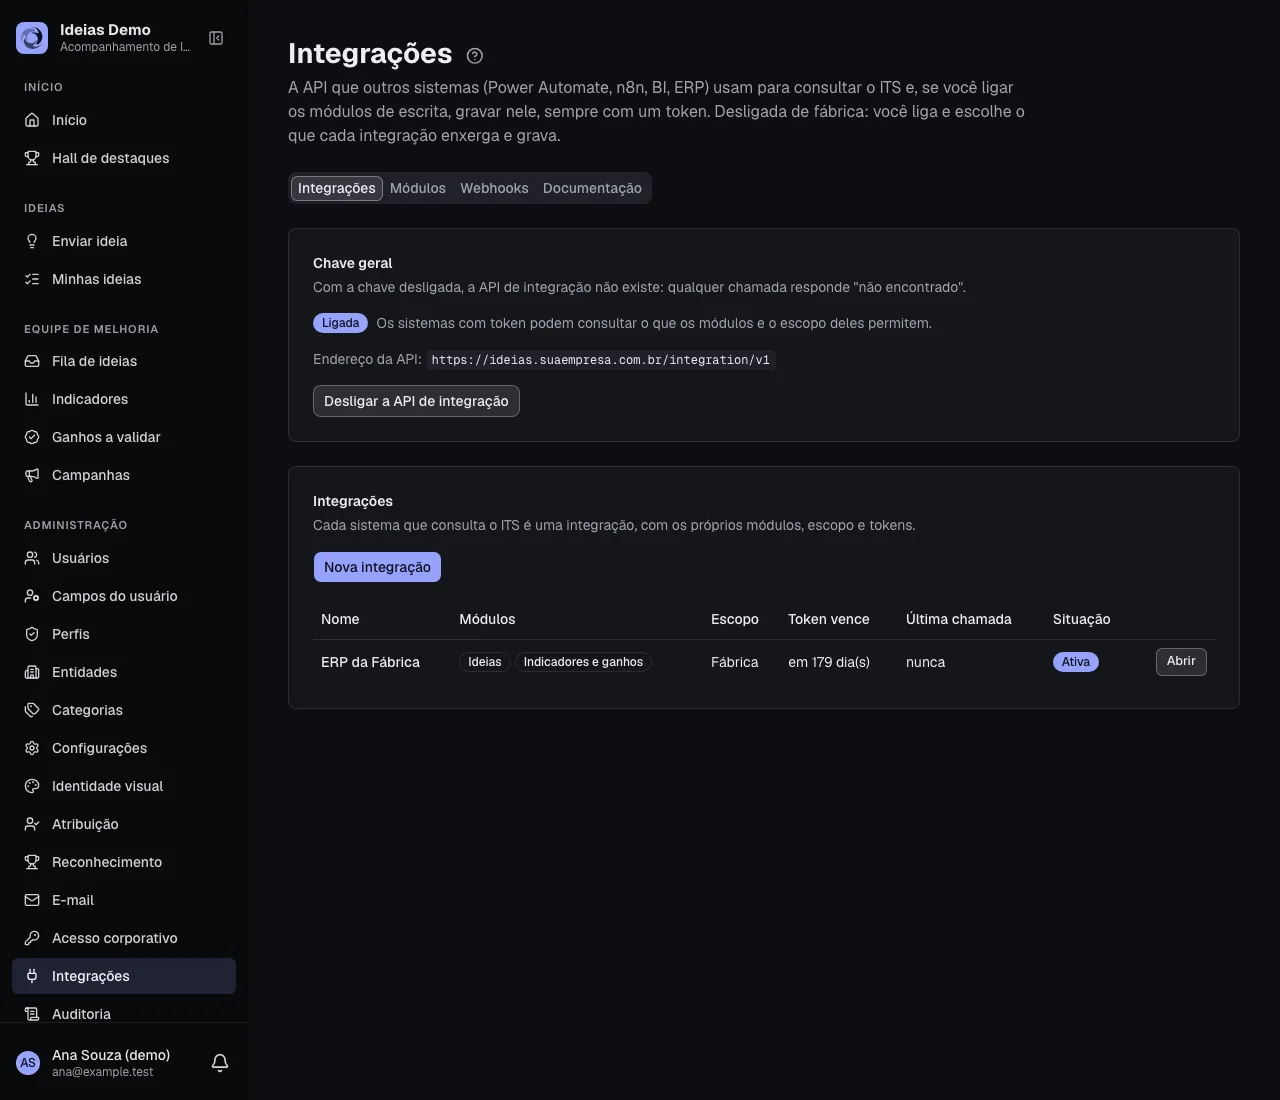 Ideias Demo
Acompanhamento de I...
INÍCIO
Início
Hall de destaques
IDEIAS
Enviar ideia
Minhas ideias
EQUIPE DE MELHORIA
Fila de ideias
Indicadores
Ganhos a validar
Campanhas
ADMINISTRAÇÃO
Usuários
Campos do usuário
Perfis
Entidades
Categorias
Configurações
Identidade visual
Atribuição
Reconhecimento
E-mail
Acesso corporativo
Integrações
Auditoria
AS
Ana Souza (demo)
ana@example.test
Integrações
A API que outros sistemas (Power Automate, n8n, BI, ERP) usam para consultar o ITS e, se você ligar
os módulos de escrita, gravar nele, sempre com um token. Desligada de fábrica: você liga e escolhe o
que cada integração enxerga e grava.
Integrações Módulos Webhooks Documentação
Chave geral
Com a chave desligada, a API de integração não existe: qualquer chamada responde "não encontrado".
Ligada Os sistemas com token podem consultar o que os módulos e o escopo deles permitem.
Endereço da API: https://ideias.suaempresa.com.br/integration/v1
Desligar a API de integração
Integrações
Cada sistema que consulta o ITS é uma integração, com os próprios módulos, escopo e tokens.
Nova integração
Nome Módulos Escopo Token vence Última chamada Situação
ERP da Fábrica Ideias Indicadores e ganhos Fábrica em 179 dia(s) nunca Ativa Abrir